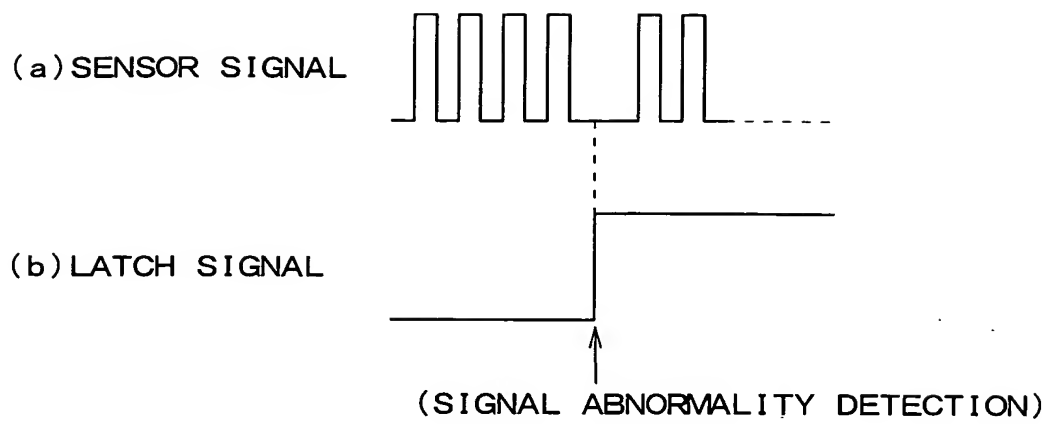 (a) SENSOR SIGNAL
(b) LATCH SIGNAL
(SIGNAL ABNORMALITY DETECTION)